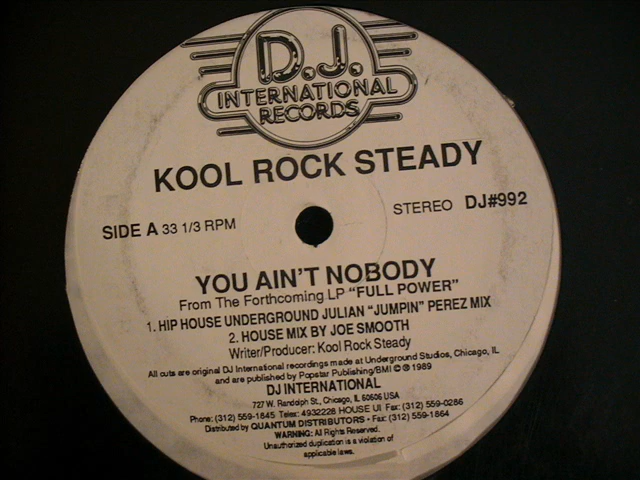 D.J.
INTERNATIONAL
RECORDS
KOOL ROCK STEADY
SIDE A 33 1/3 RPM
STEREO DJ#992
YOU AIN'T NOBODY
From The Forthcoming LP "FULL POWER"
1. HIP HOUSE UNDERGROUND JULIAN "JUMPIN" PEREZ MIX
2. HOUSE MIX BY JOE SMOOTH
Writer/Producer: Kool Rock Steady
All cuts are original DJ International recordings made at Underground Studios, Chicago, IL
and are published by Popstar Publishing/BMI ©℗ 1989
DJ INTERNATIONAL
727 W. Randolph St., Chicago, IL 60606 USA
Phone: (312) 559-1845 Telex: 4932228 HOUSE UI Fax: (312) 559-0286
Distributed by QUANTUM DISTRIBUTORS - Fax: (312) 559-1864
WARNING: All Rights Reserved.
Unauthorized duplication is a violation of
applicable laws.